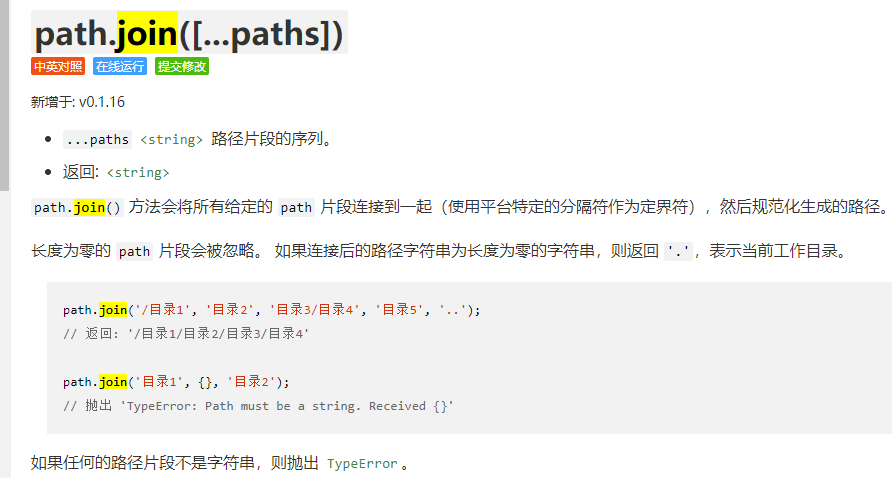 path.join([...paths])
中英对照 在线运行 提交修改
新增于: v0.1.16
...paths <string> 路径片段的序列。
返回: <string>
path.join() 方法会将所有给定的 path 片段连接到一起（使用平台特定的分隔符作为定界符），然后规范化生成的路径。
长度为零的 path 片段会被忽略。 如果连接后的路径字符串为长度为零的字符串，则返回 '.'，表示当前工作目录。
path.join('/目录1', '目录2', '目录3/目录4', '目录5', '..');
// 返回: '/目录1/目录2/目录3/目录4'
path.join('目录1', {}, '目录2');
// 抛出 'TypeError: Path must be a string. Received {}'
如果任何的路径片段不是字符串，则抛出 TypeError。